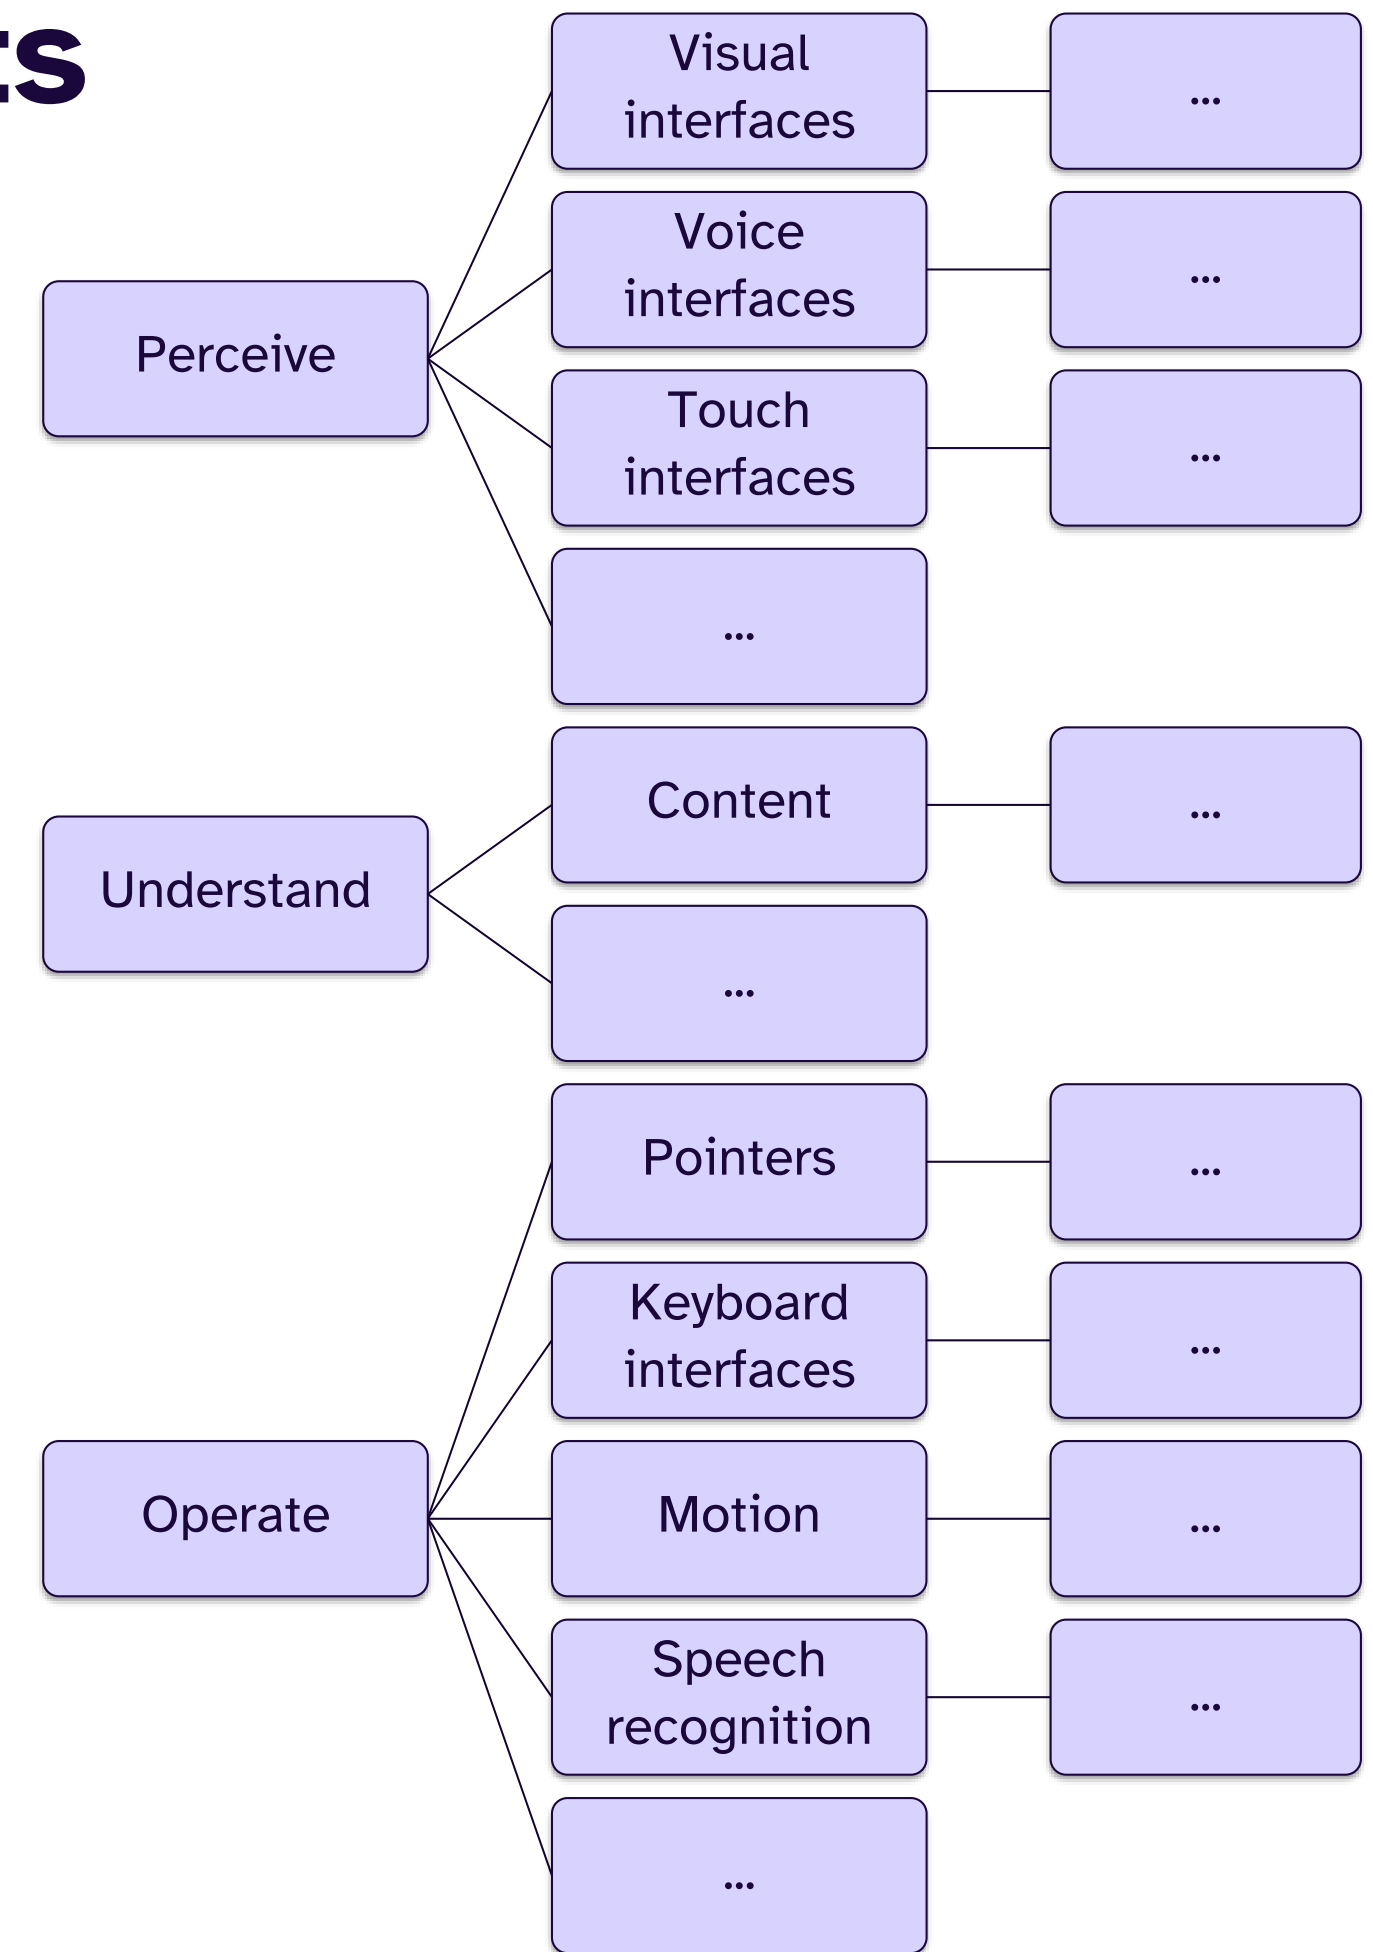 Visual
interfaces
...
Voice
interfaces
...
Perceive
Touch
interfaces
...
...
Content
...
Understand
...
Pointers
...
Keyboard
interfaces
...
Operate
Motion
...
Speech
recognition
...
...